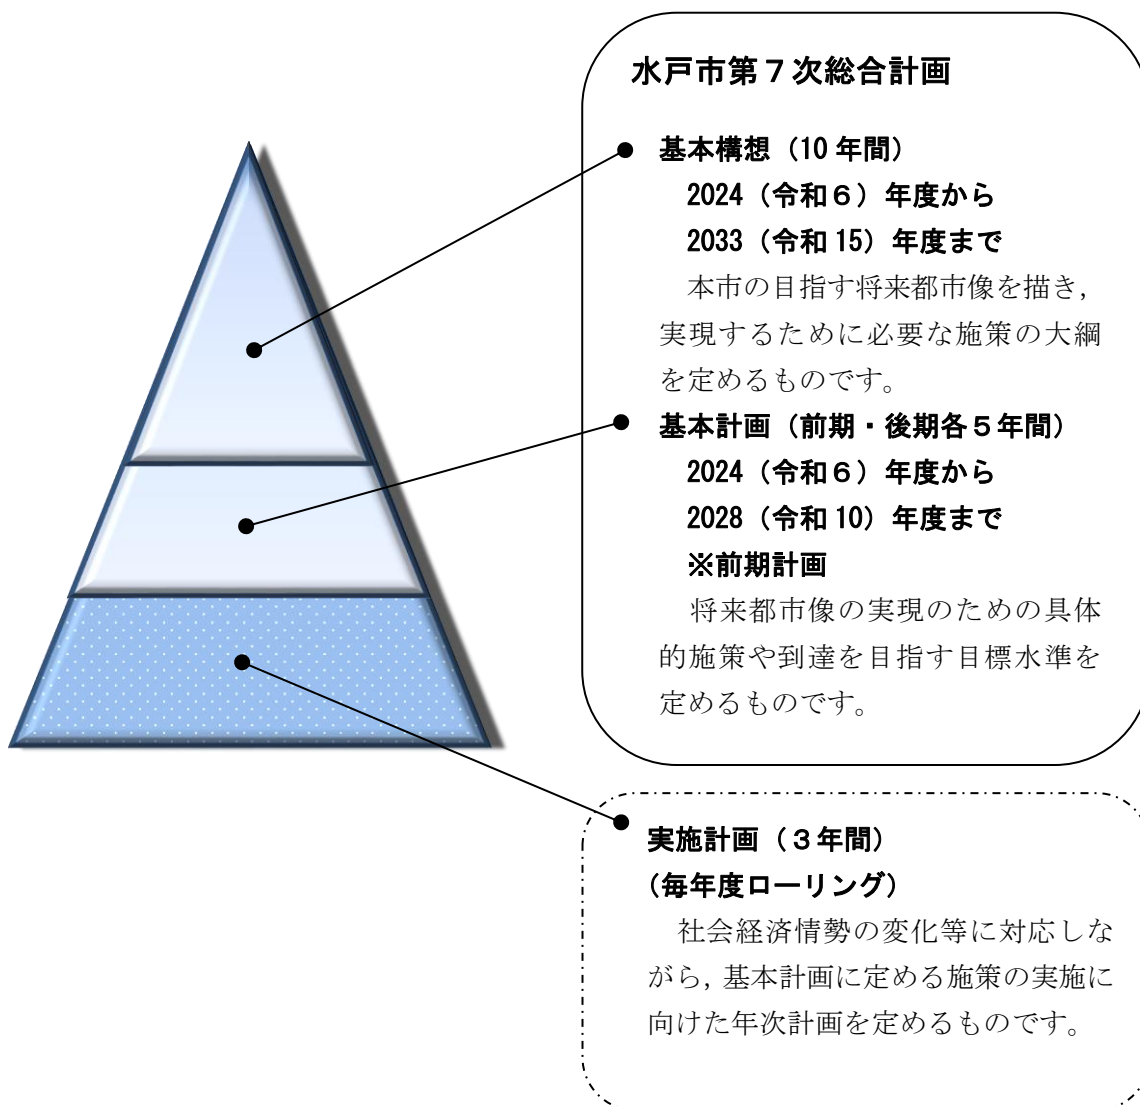 水戸市第７次総合計画
基本構想（10 年間）
2024（令和６）年度から
2033（令和 15）年度まで
本市の目指す将来都市像を描き，
実現するために必要な施策の大綱
を定めるものです。
基本計画（前期・後期各５年間）
2024（令和６）年度から
2028（令和 10）年度まで
※前期計画
将来都市像の実現のための具体
的施策や到達を目指す目標水準を
定めるものです。
実施計画（３年間）
（毎年度ローリング）
社会経済情勢の変化等に対応しな
がら，基本計画に定める施策の実施に
向けた年次計画を定めるものです。